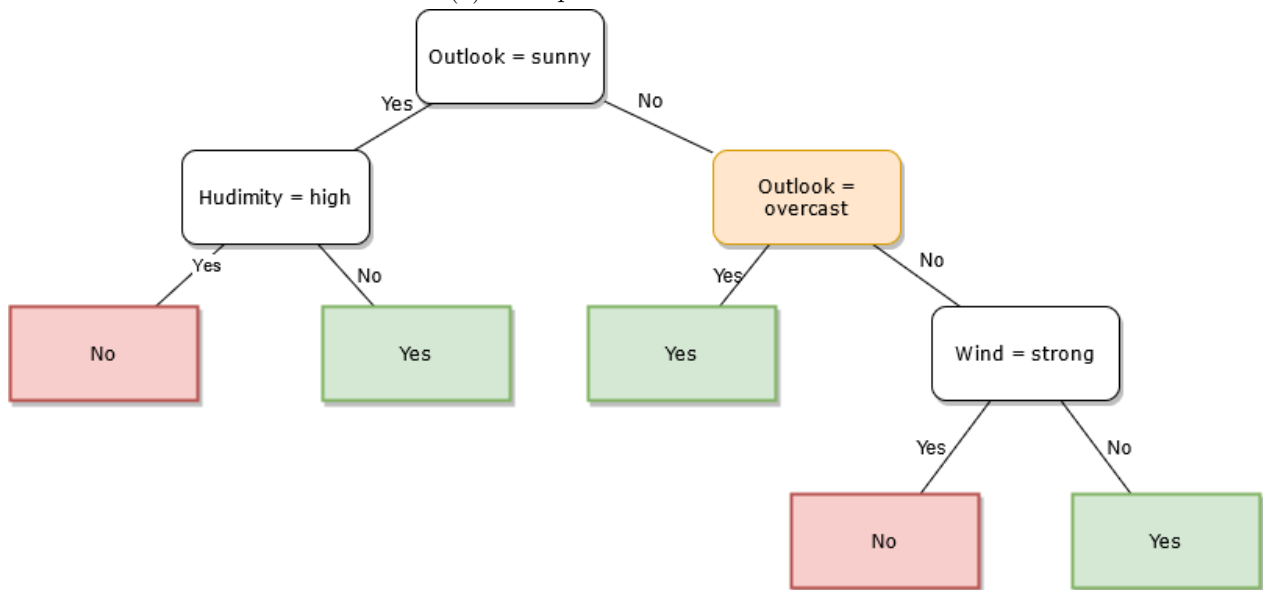 Outlook = sunny
Yes
No
Hudimity = high
Outlook =
overcast
Yes
No
Yes
No
No
Yes
Yes
Wind = strong
Yes
No
No
Yes